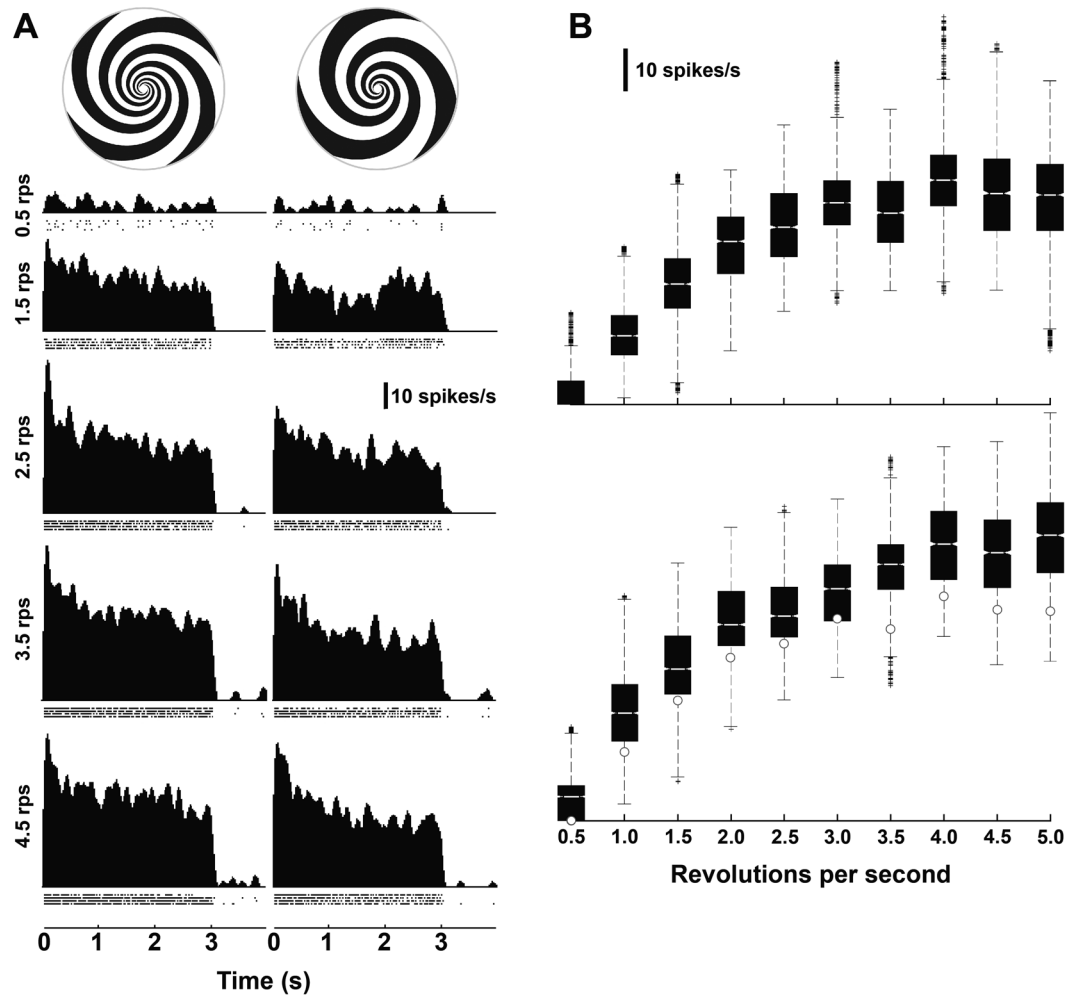 A
B
10 spikes/s
0.5 rps
1.5 rps
10 spikes/s
2.5 rps
3.5 rps
4.5 rps
0 1 2 3 0 1 2 3
Time (s)
0.5 1.0 1.5 2.0 2.5 3.0 3.5 4.0 4.5 5.0
Revolutions per second